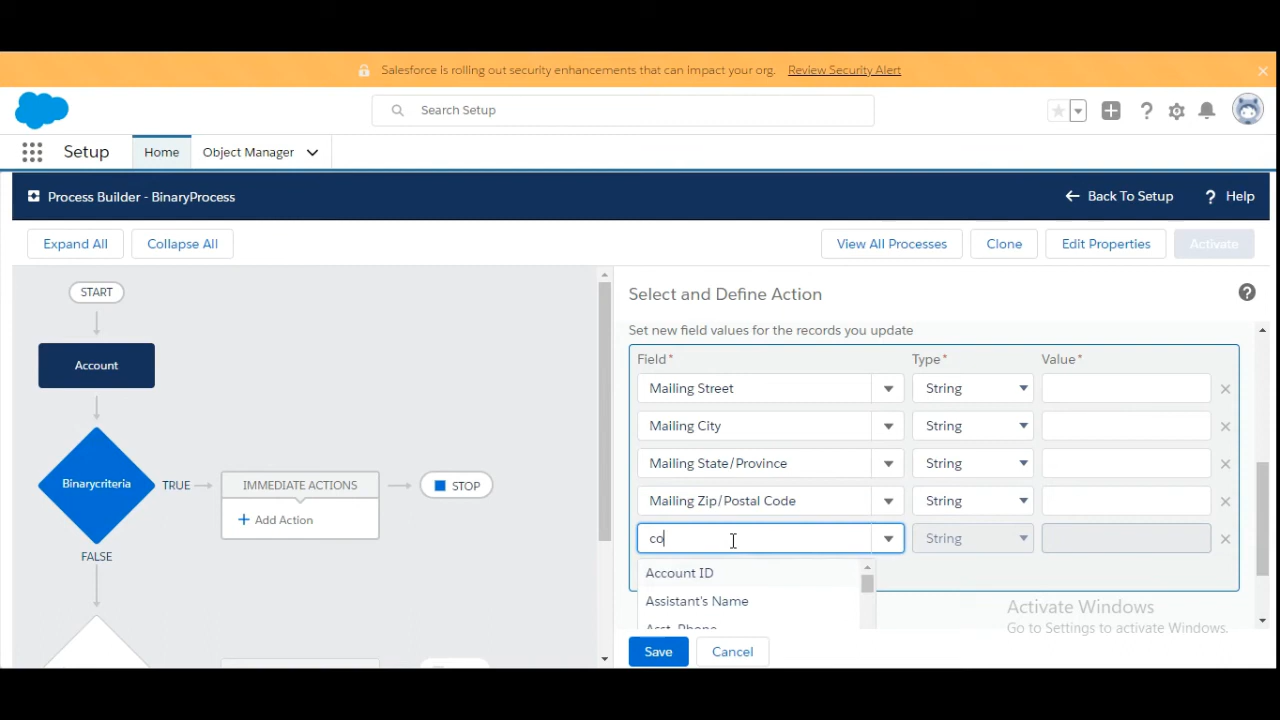 Salesforce is rolling out security enhancements that can impact your org. Review Security Alert
Search Setup
Setup Home Object Manager
Process Builder - BinaryProcess Back To Setup ? Help
Expand All Collapse All View All Processes Clone Edit Properties Activate
START
Account
Binarycriteria TRUE IMMEDIATE ACTIONS STOP
+ Add Action
FALSE
Select and Define Action
Set new field values for the records you update
Field* Type* Value*
Mailing Street String
Mailing City String
Mailing State/Province String
Mailing Zip/Postal Code String
co String
Account ID
Assistant's Name
Asst. Phone
Activate Windows
Go to Settings to activate Windows.
Save Cancel